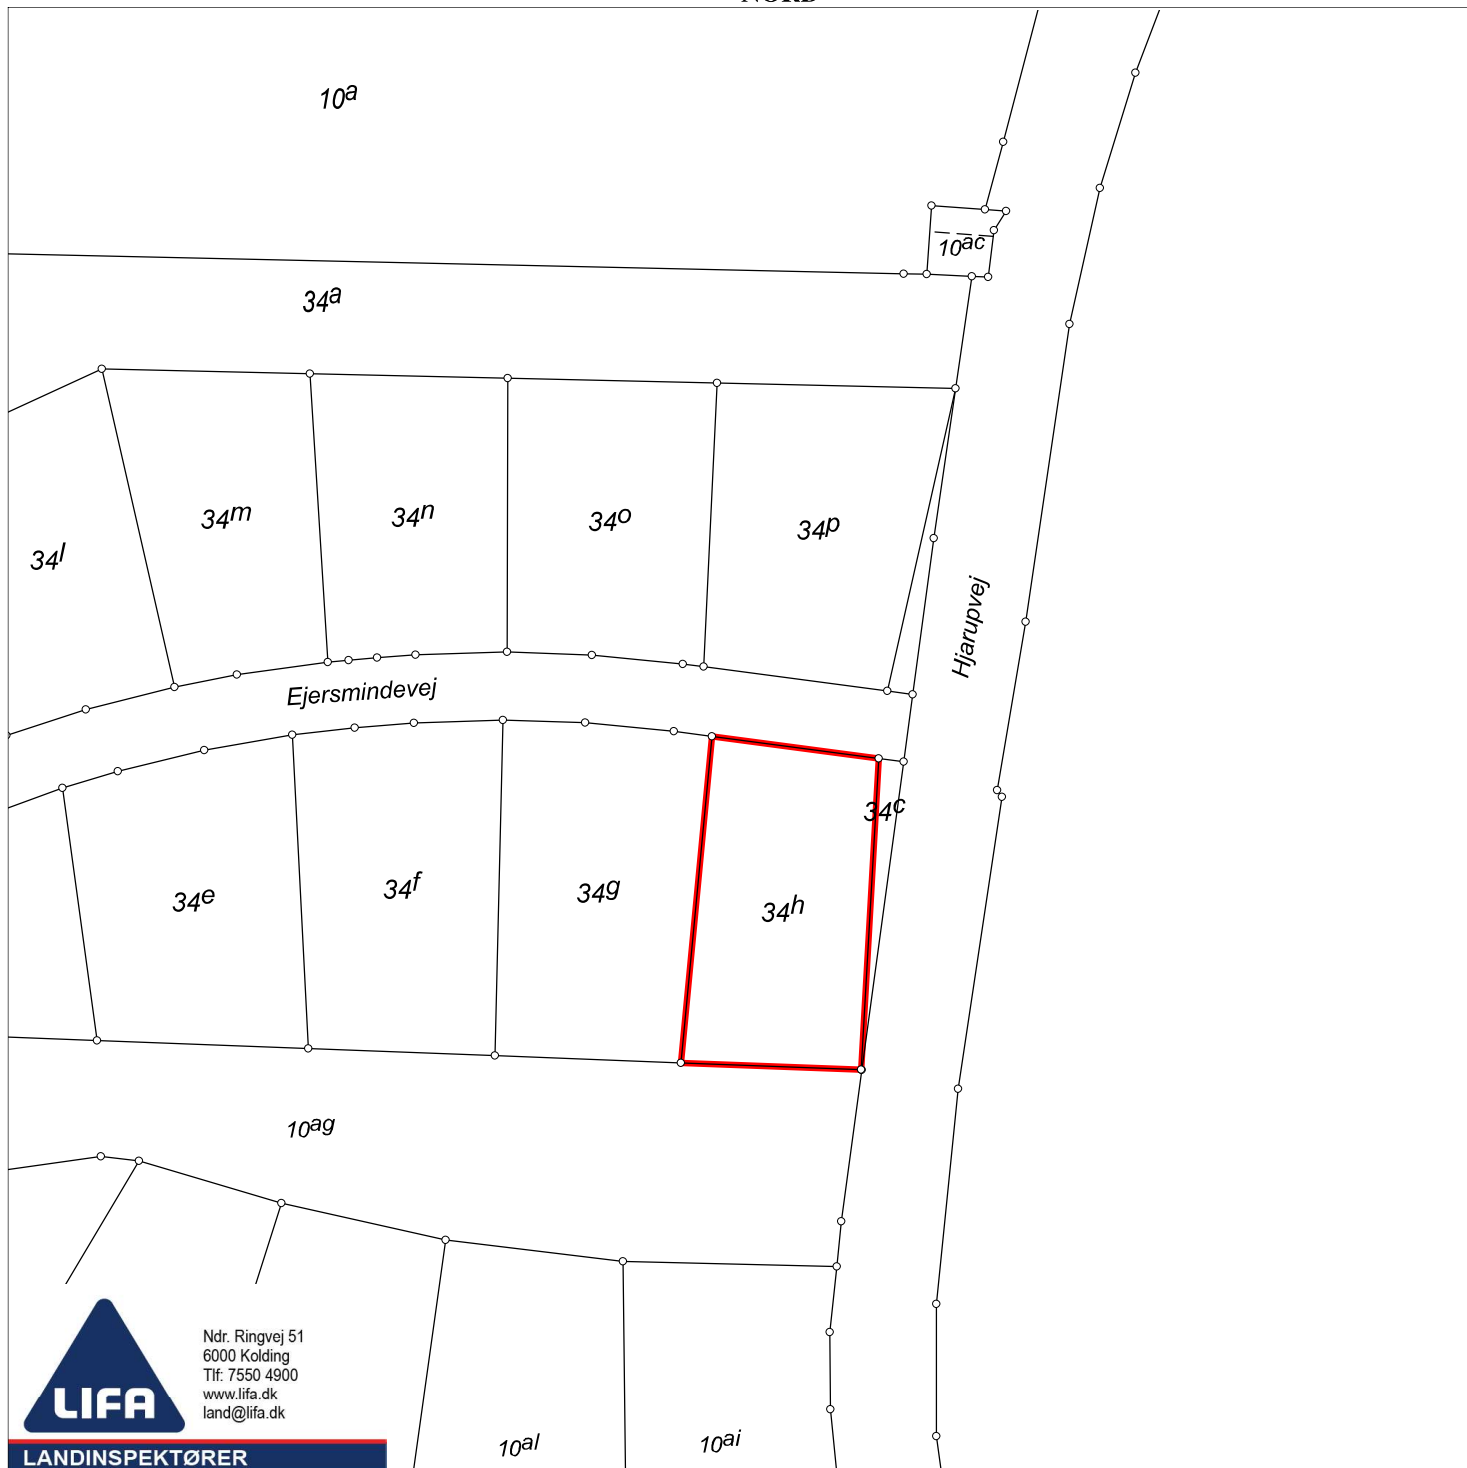 NORD
10a
10ac
34a
34m
34n
34o
34p
34l
Hjarupvej
Ejersmindevej
34c
34e
34f
34g
34h
10ag
Ndr. Ringvej 51
6000 Kolding
Tlf: 7550 4900
www.lifa.dk
land@lifa.dk
LIFA
10al
10ai
LANDINSPEKTØRER